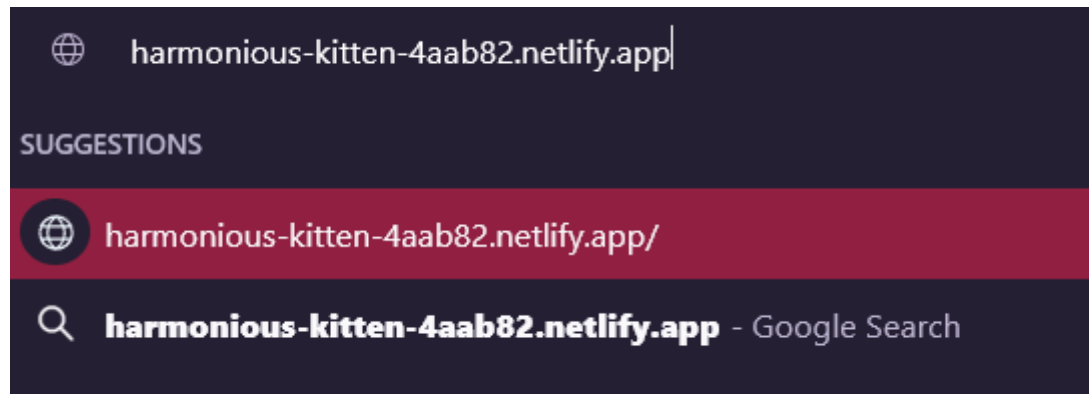 harmonious-kitten-4aab82.netlify.app
SUGGESTIONS
harmonious-kitten-4aab82.netlify.app/
harmonious-kitten-4aab82.netlify.app - Google Search